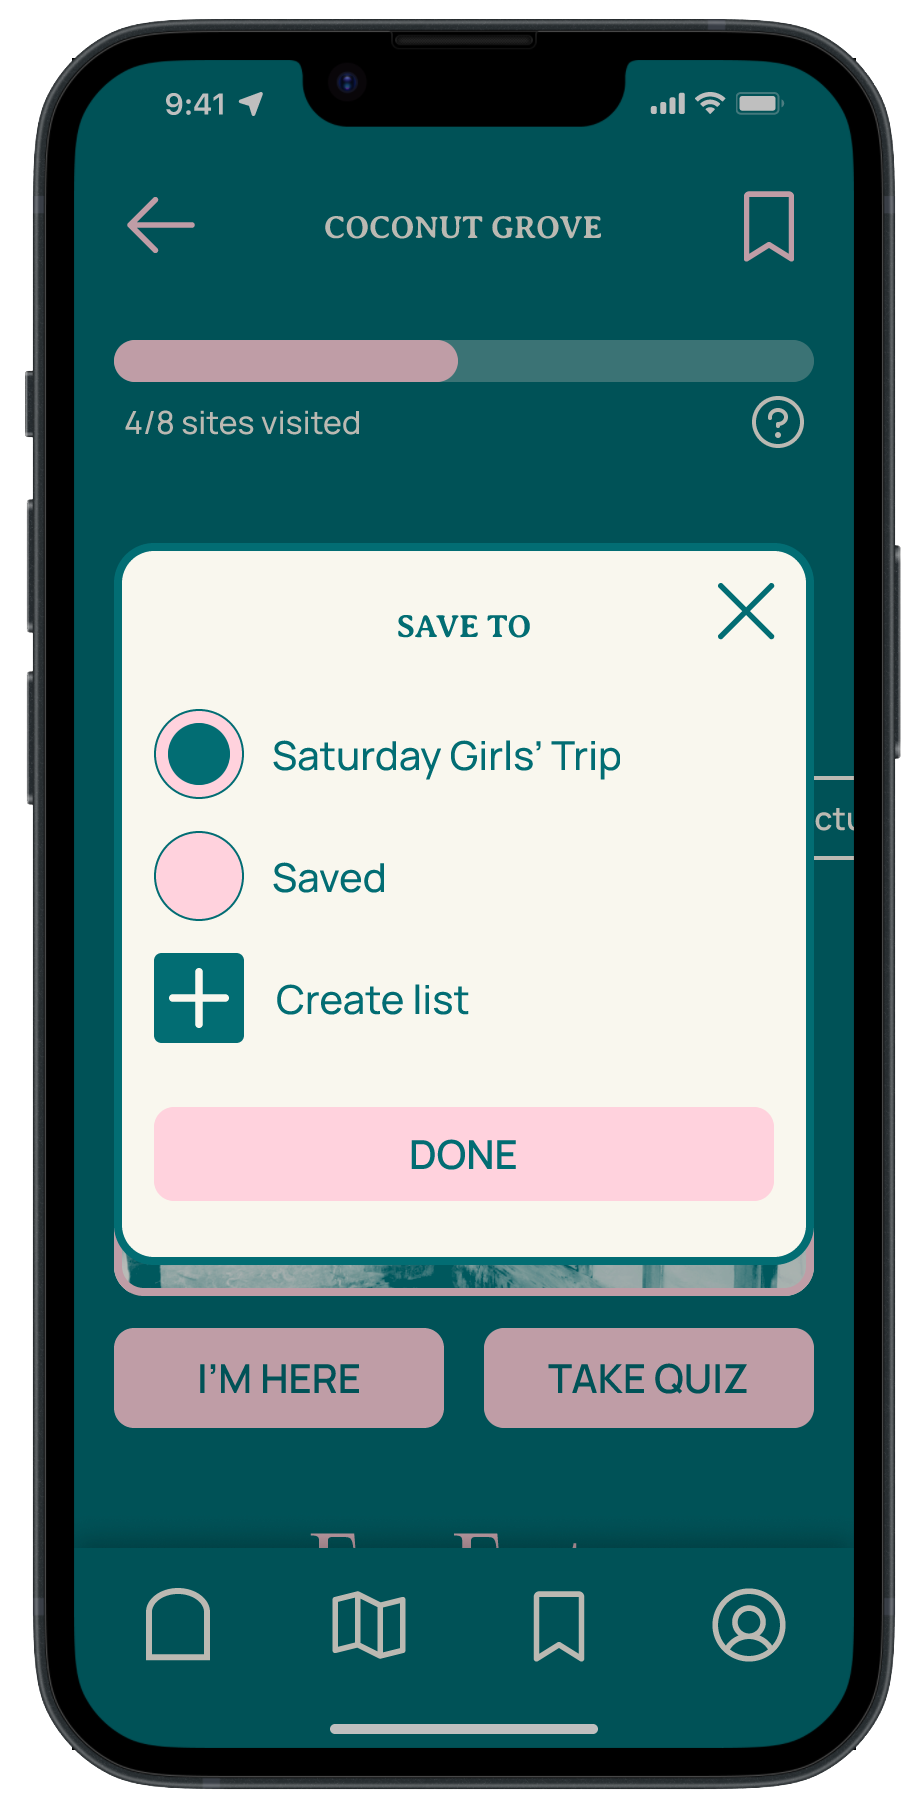 9:41
COCONUT GROVE
4/8 sites visited
SAVE TO
Saturday Girls’ Trip
Saved
Create list
DONE
I’M HERE
TAKE QUIZ